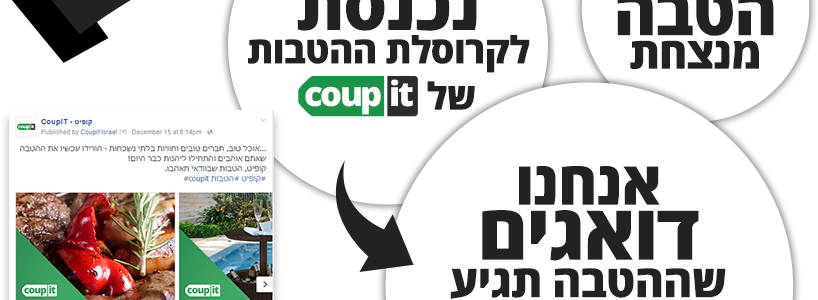 הטבה
מנצחת
נכנסת
לקרוסלת ההטבות
של coupit
CoupIT - קופיט
Published by Coupit Israel [?] · December 15 at 8:14pm ·
אוכל טוב, חברים טובים וחוויות בלתי נשכחות - הורידו עכשיו את ההטבה...
שאתם אוהבים והתחילו ליהנות כבר היום!
קופיט, הטבות שבוודאי תאהבו.
#קופיט #הטבות #coupit
coupit
coupit
אנחנו
דואגים
שההטבה תגיע